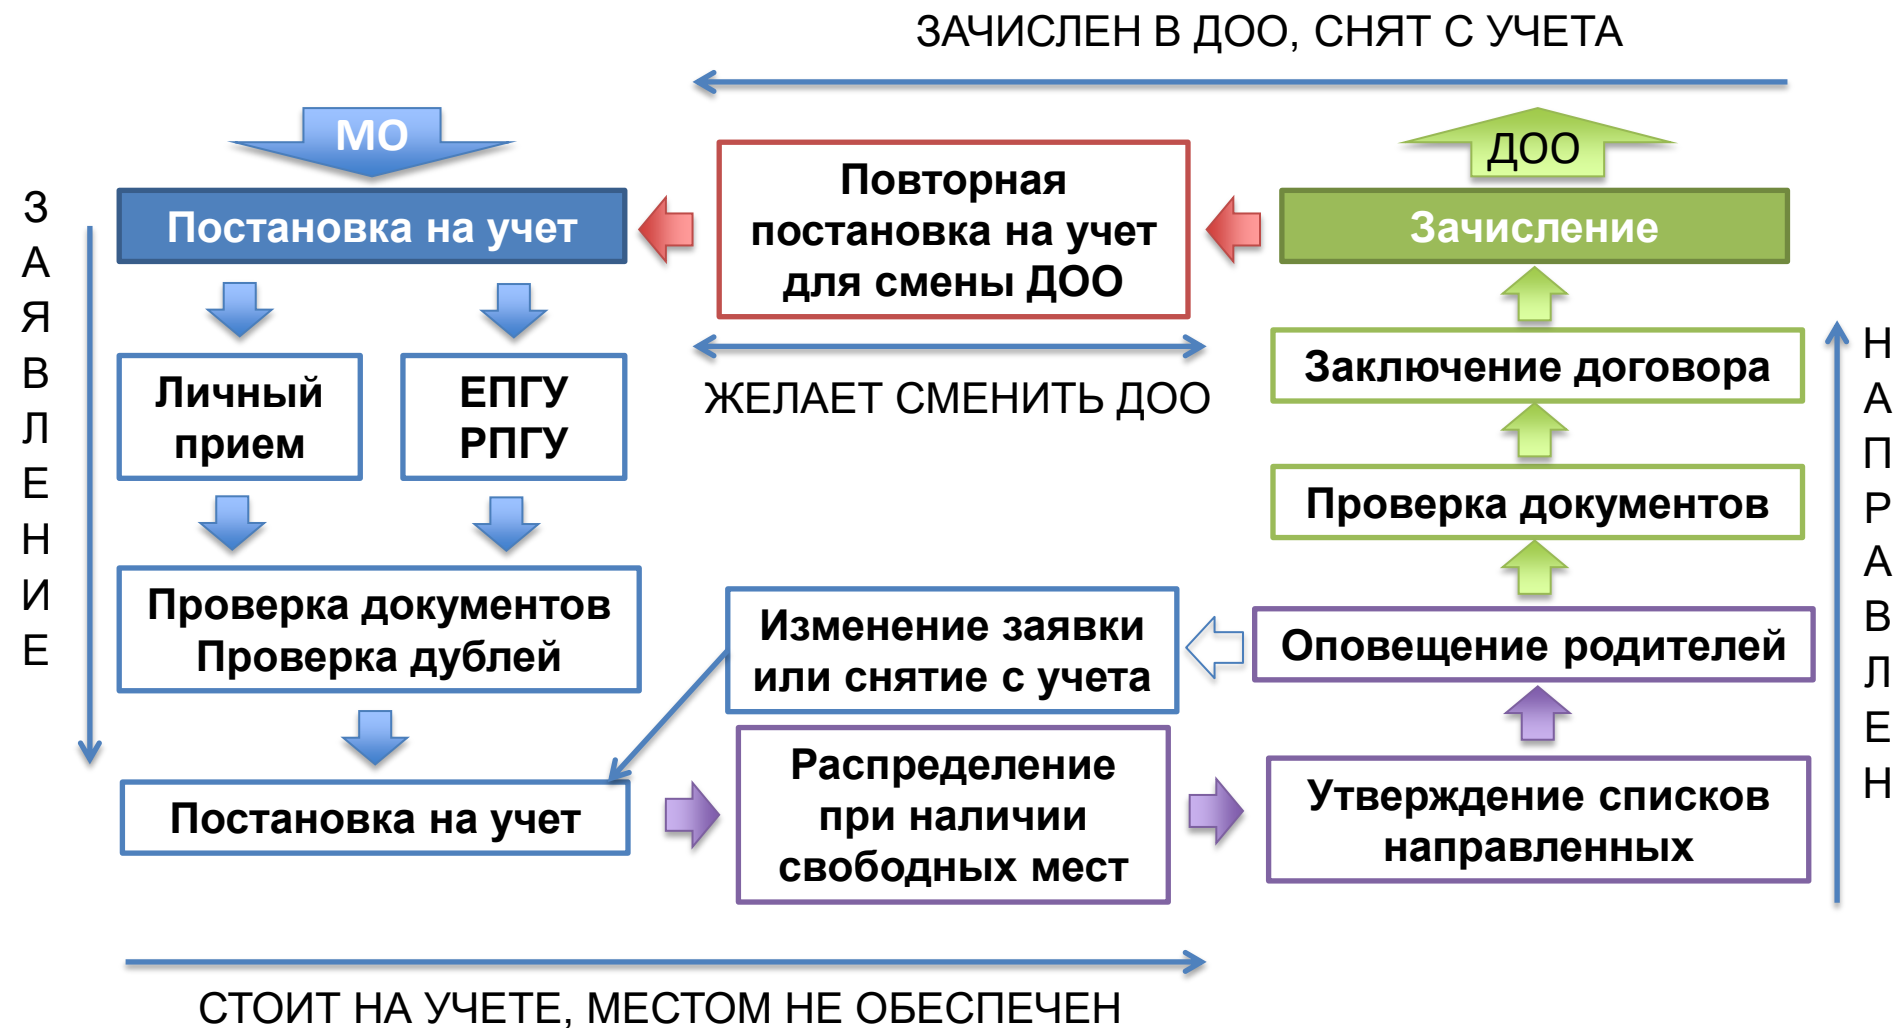 ЗАЧИСЛЕН В ДОО, СНЯТ С УЧЕТА
МО
ДОО
ЗАЯВЛЕНИЕ
Постановка на учет
Повторная
постановка на учет
для смены ДОО
Зачисление
Личный
прием
ЕПГУ
РПГУ
ЖЕЛАЕТ СМЕНИТЬ ДОО
Заключение договора
НАПРАВЛЕН
Проверка документов
Проверка документов
Проверка дублей
Изменение заявки
или снятие с учета
Оповещение родителей
Постановка на учет
Распределение
при наличии
свободных мест
Утверждение списков
направленных
СТОИТ НА УЧЕТЕ, МЕСТОМ НЕ ОБЕСПЕЧЕН